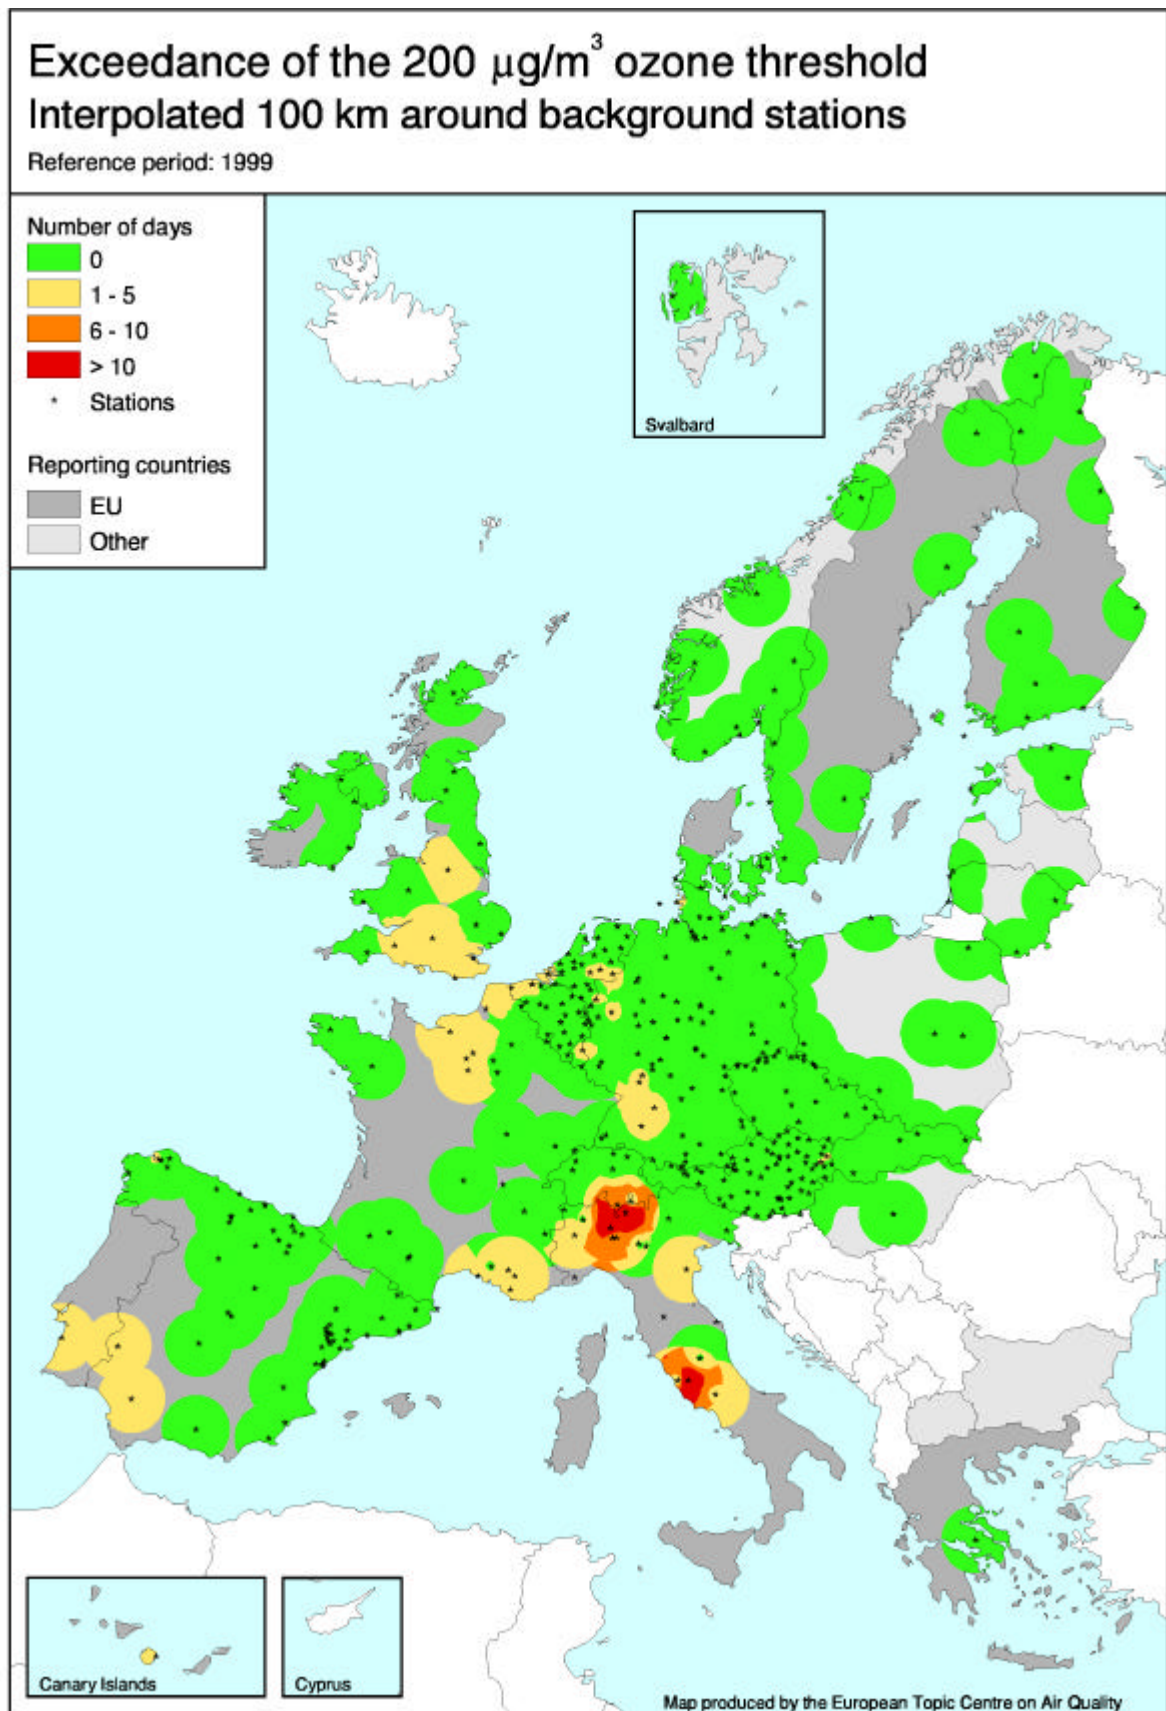 Exceedance of the 200 µg/m³ ozone threshold
Interpolated 100 km around background stations
Reference period: 1999
Number of days
0
1 - 5
6 - 10
> 10
* Stations
Reporting countries
EU
Other
Svalbard
Canary Islands
Cyprus
Map produced by the European Topic Centre on Air Quality